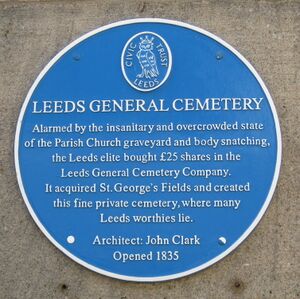 CIVIC
TRUST
LEEDS GENERAL CEMETERY
Alarmed by the insanitary and overcrowded state
of the Parish Church graveyard and body snatching,
the Leeds elite bought £25 shares in the
Leeds General Cemetery Company.
It acquired St. George's Fields and created
this fine private cemetery, where many
Leeds worthies lie.
Architect: John Clark
Opened 1835